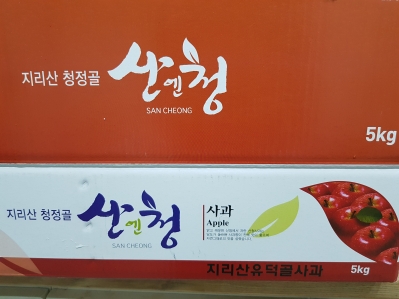 지리산 청정골
산엔청
SAN CHEONG
5kg
지리산 청정골
산엔청
SAN CHEONG
사과
Apple
5kg
지리산유덕골사과